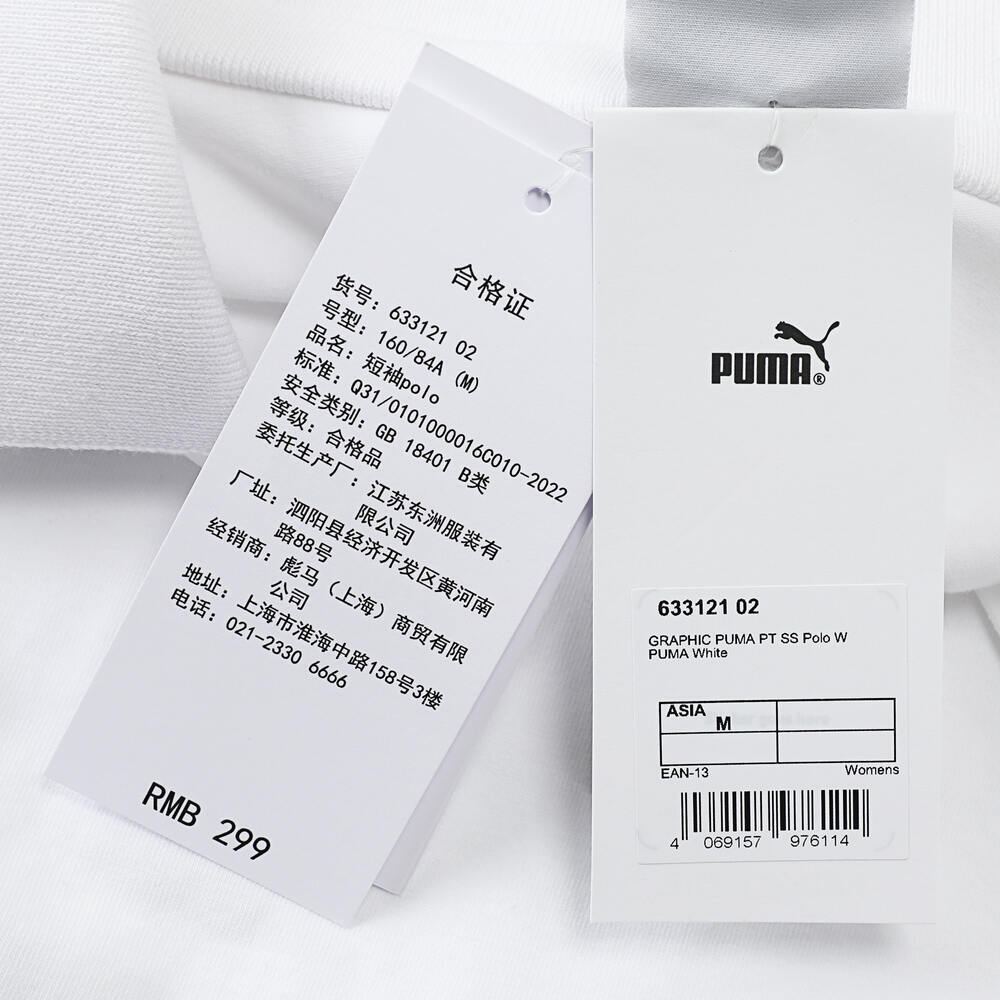 合格证
货号：633121 02
号型：160/84A (M)
品名：短袖polo
标准：Q31/0101000016C010-2022
安全类别：GB 18401 B类
等级：合格品
委托生产厂：江苏东洲服装有
限公司
厂址：泗阳县经济开发区黄河南
路88号
经销商：彪马（上海）商贸有限
公司
地址：上海市淮海中路158号3楼
电话：021-2330 6666
RMB 299
PUMA®
633121 02
GRAPHIC PUMA PT SS Polo W
PUMA White
ASIA
M
EAN-13 Womens
4 069157 976114